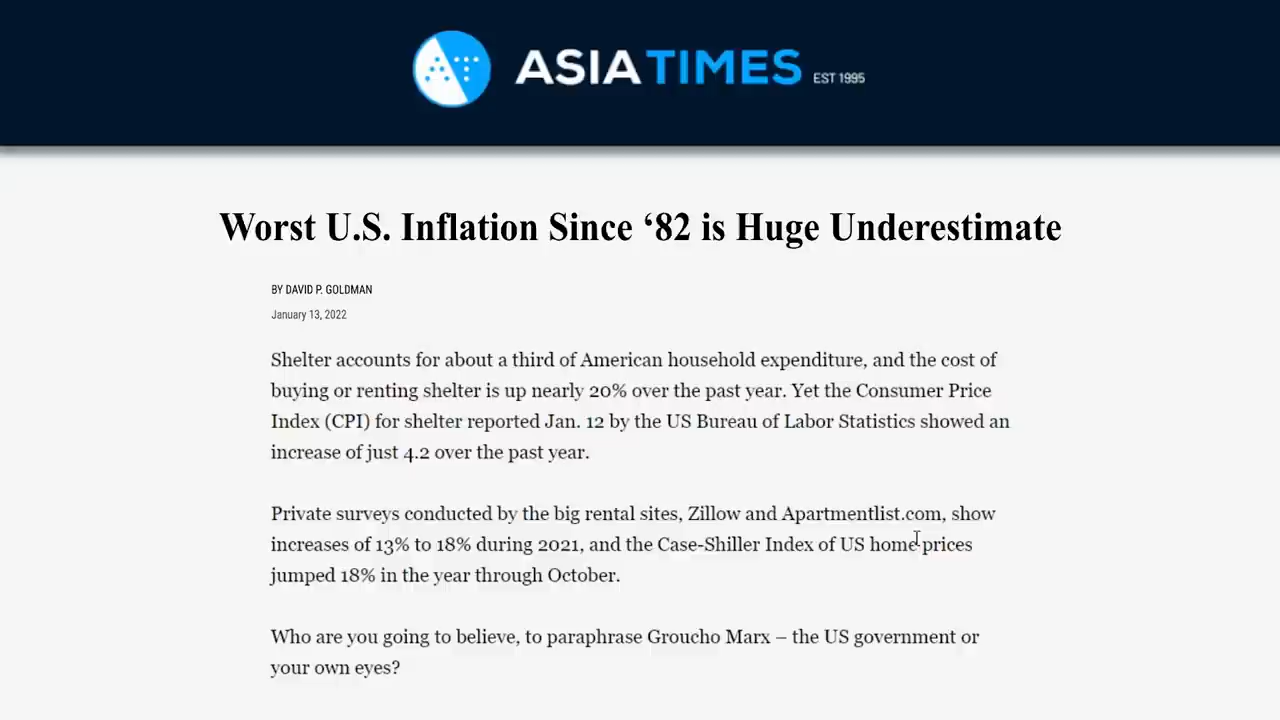 ASIA TIMES EST 1995
Worst U.S. Inflation Since ‘82 is Huge Underestimate
BY DAVID P. GOLDMAN
January 13, 2022
Shelter accounts for about a third of American household expenditure, and the cost of
buying or renting shelter is up nearly 20% over the past year. Yet the Consumer Price
Index (CPI) for shelter reported Jan. 12 by the US Bureau of Labor Statistics showed an
increase of just 4.2 over the past year.
Private surveys conducted by the big rental sites, Zillow and Apartmentlist.com, show
increases of 13% to 18% during 2021, and the Case-Shiller Index of US home prices
jumped 18% in the year through October.
Who are you going to believe, to paraphrase Groucho Marx – the US government or
your own eyes?